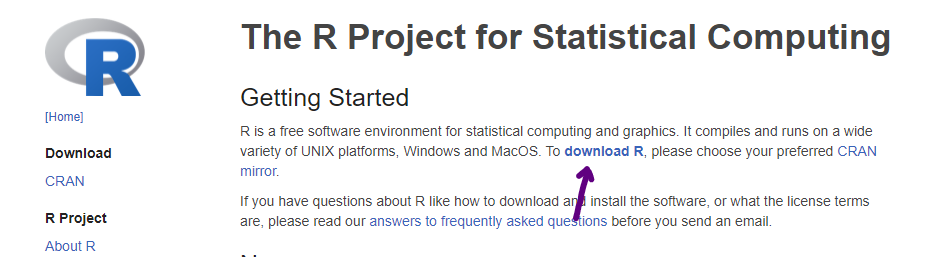 R
The R Project for Statistical Computing
[Home]
Download
CRAN
R Project
About R
Getting Started
R is a free software environment for statistical computing and graphics. It compiles and runs on a wide
variety of UNIX platforms, Windows and MacOS. To download R, please choose your preferred CRAN
mirror.
If you have questions about R like how to download and install the software, or what the license terms
are, please read our answers to frequently asked questions before you send an email.